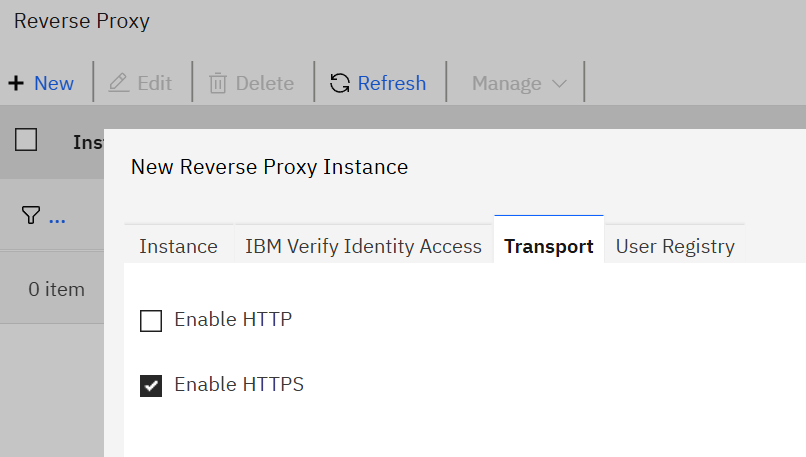 Reverse Proxy
New Edit Delete Refresh Manage
Ins
New Reverse Proxy Instance
...
Instance IBM Verify Identity Access Transport User Registry
0 item
Enable HTTP
Enable HTTPS